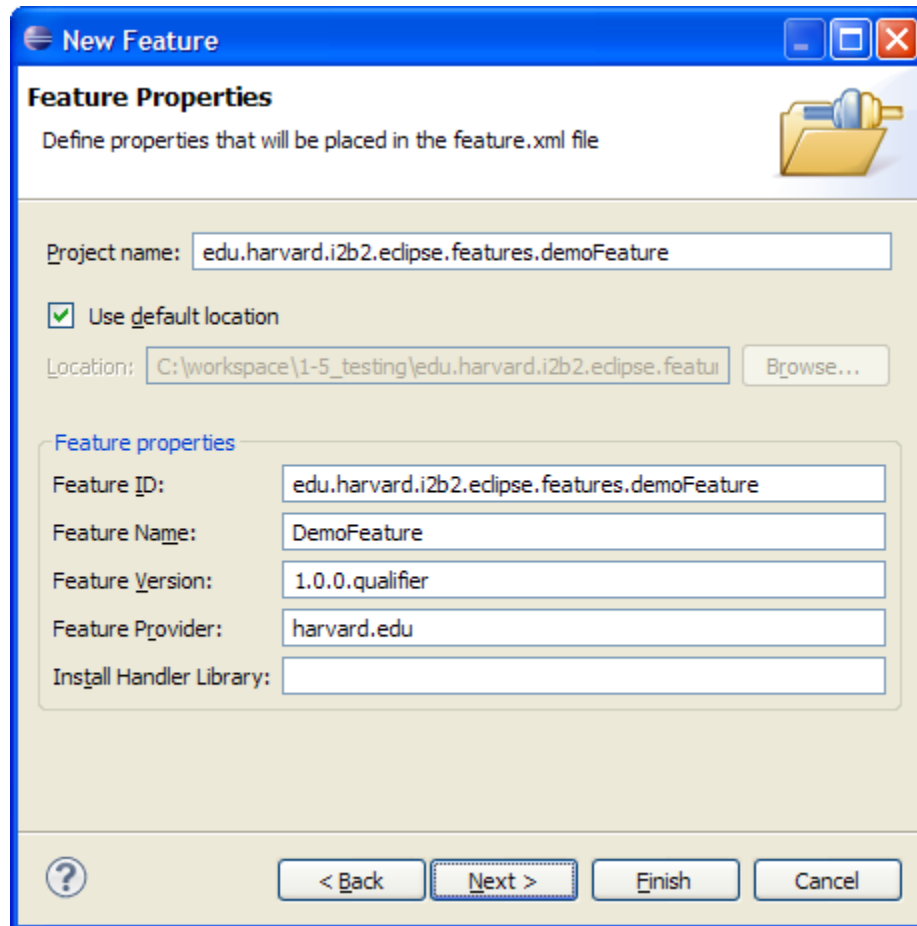 New Feature
Feature Properties
Define properties that will be placed in the feature.xml file
Project name: edu.harvard.i2b2.eclipse.features.demoFeature
Use default location
Location: C:\workspace\1-5_testing\edu.harvard.i2b2.eclipse.featur Browse...
Feature properties
Feature ID: edu.harvard.i2b2.eclipse.features.demoFeature
Feature Name: DemoFeature
Feature Version: 1.0.0.qualifier
Feature Provider: harvard.edu
Install Handler Library:
? < Back Next > Finish Cancel